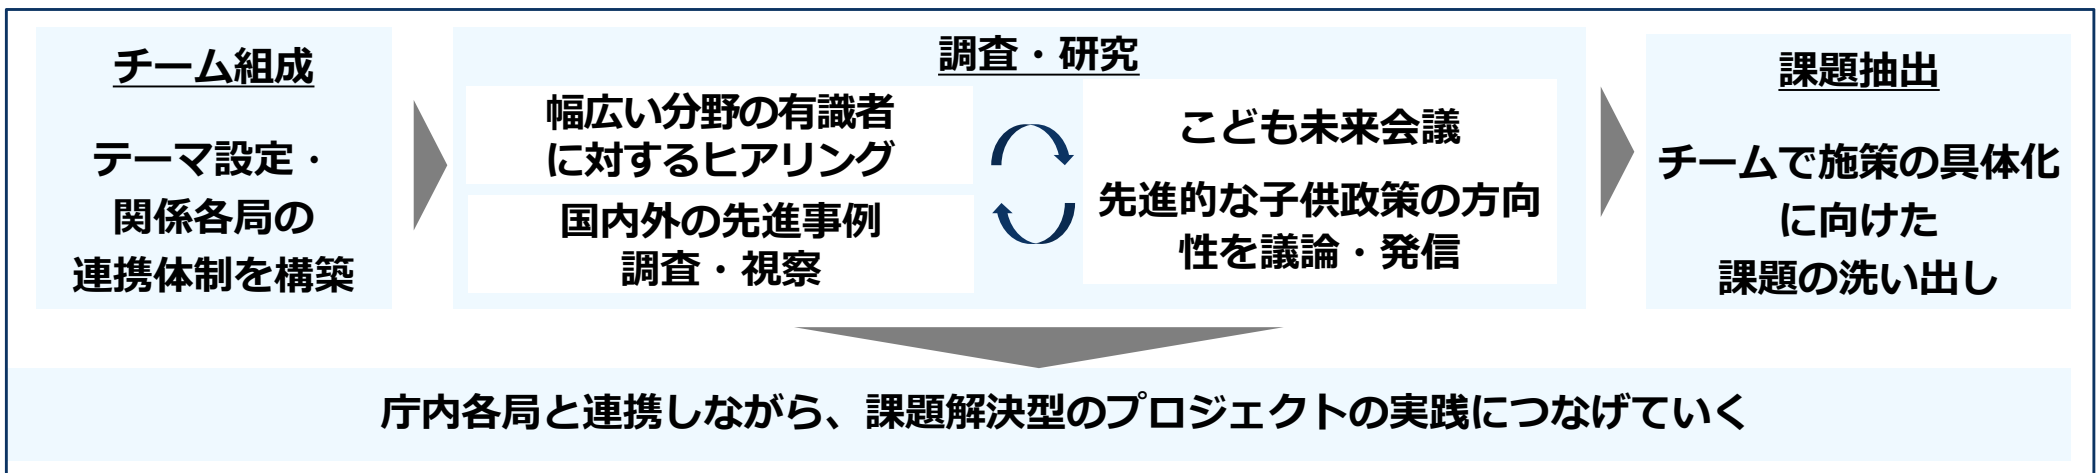 チーム組成
テーマ設定・
関係各局の
連携体制を構築
調査・研究
幅広い分野の有識者
に対するヒアリング
国内外の先進事例
調査・視察
こども未来会議
先進的な子供政策の方向
性を議論・発信
課題抽出
チームで施策の具体化
に向けた
課題の洗い出し
庁内各局と連携しながら、課題解決型のプロジェクトの実践につなげていく